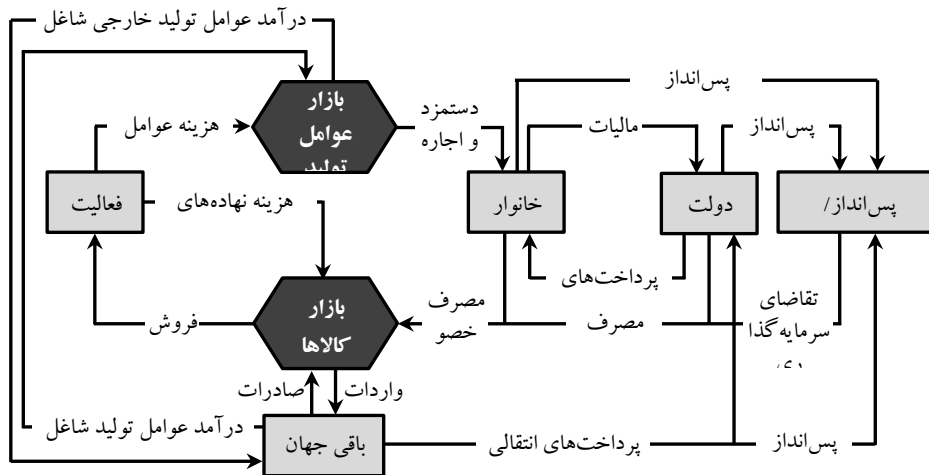 درآمد عوامل تولید خارجی شاغل
بازار
عوامل
تولید
دستمزد
و اجاره
پس‌انداز
مالیات
پس‌انداز
هزینه عوامل
فعالیت
هزینه نهاده‌های
خانوار
دولت
پس‌انداز/
پرداخت‌های
بازار
کالاها
فروش
مصرف
خصو
مصرف
تقاضای
سرمایه‌گذا
ری
صادرات
واردات
درآمد عوامل تولید شاغل
باقی جهان
پرداخت‌های انتقالی
پس‌انداز